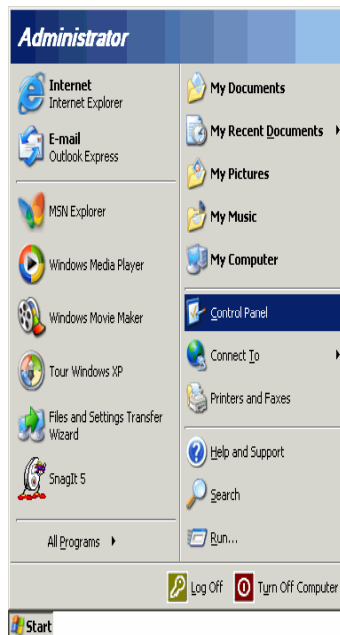 Administrator
Internet
Internet Explorer
E-mail
Outlook Express
MSN Explorer
Windows Media Player
Windows Movie Maker
Tour Windows XP
Files and Settings Transfer
Wizard
SnagIt 5
All Programs
My Documents
My Recent Documents
My Pictures
My Music
My Computer
Control Panel
Connect To
Printers and Faxes
Help and Support
Search
Run...
Log Off
Turn Off Computer
Start